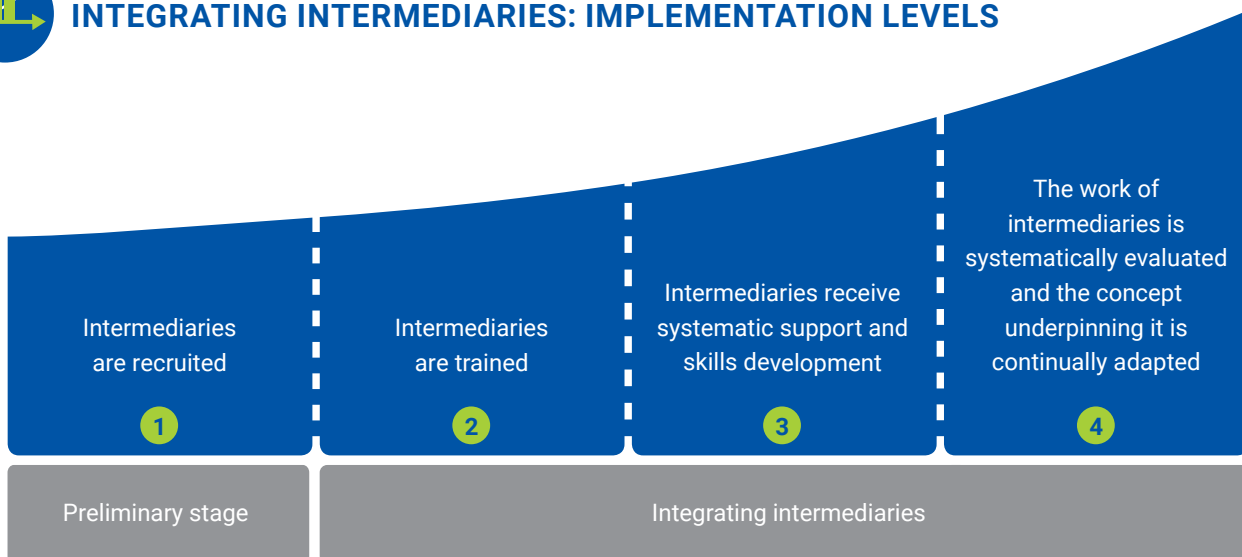 INTEGRATING INTERMEDIARIES: IMPLEMENTATION LEVELS
Intermediaries
are recruited
1
Intermediaries
are trained
2
Intermediaries receive
systematic support and
skills development
3
The work of
intermediaries is
systematically evaluated
and the concept
underpinning it is
continually adapted
4
Preliminary stage
Integrating intermediaries